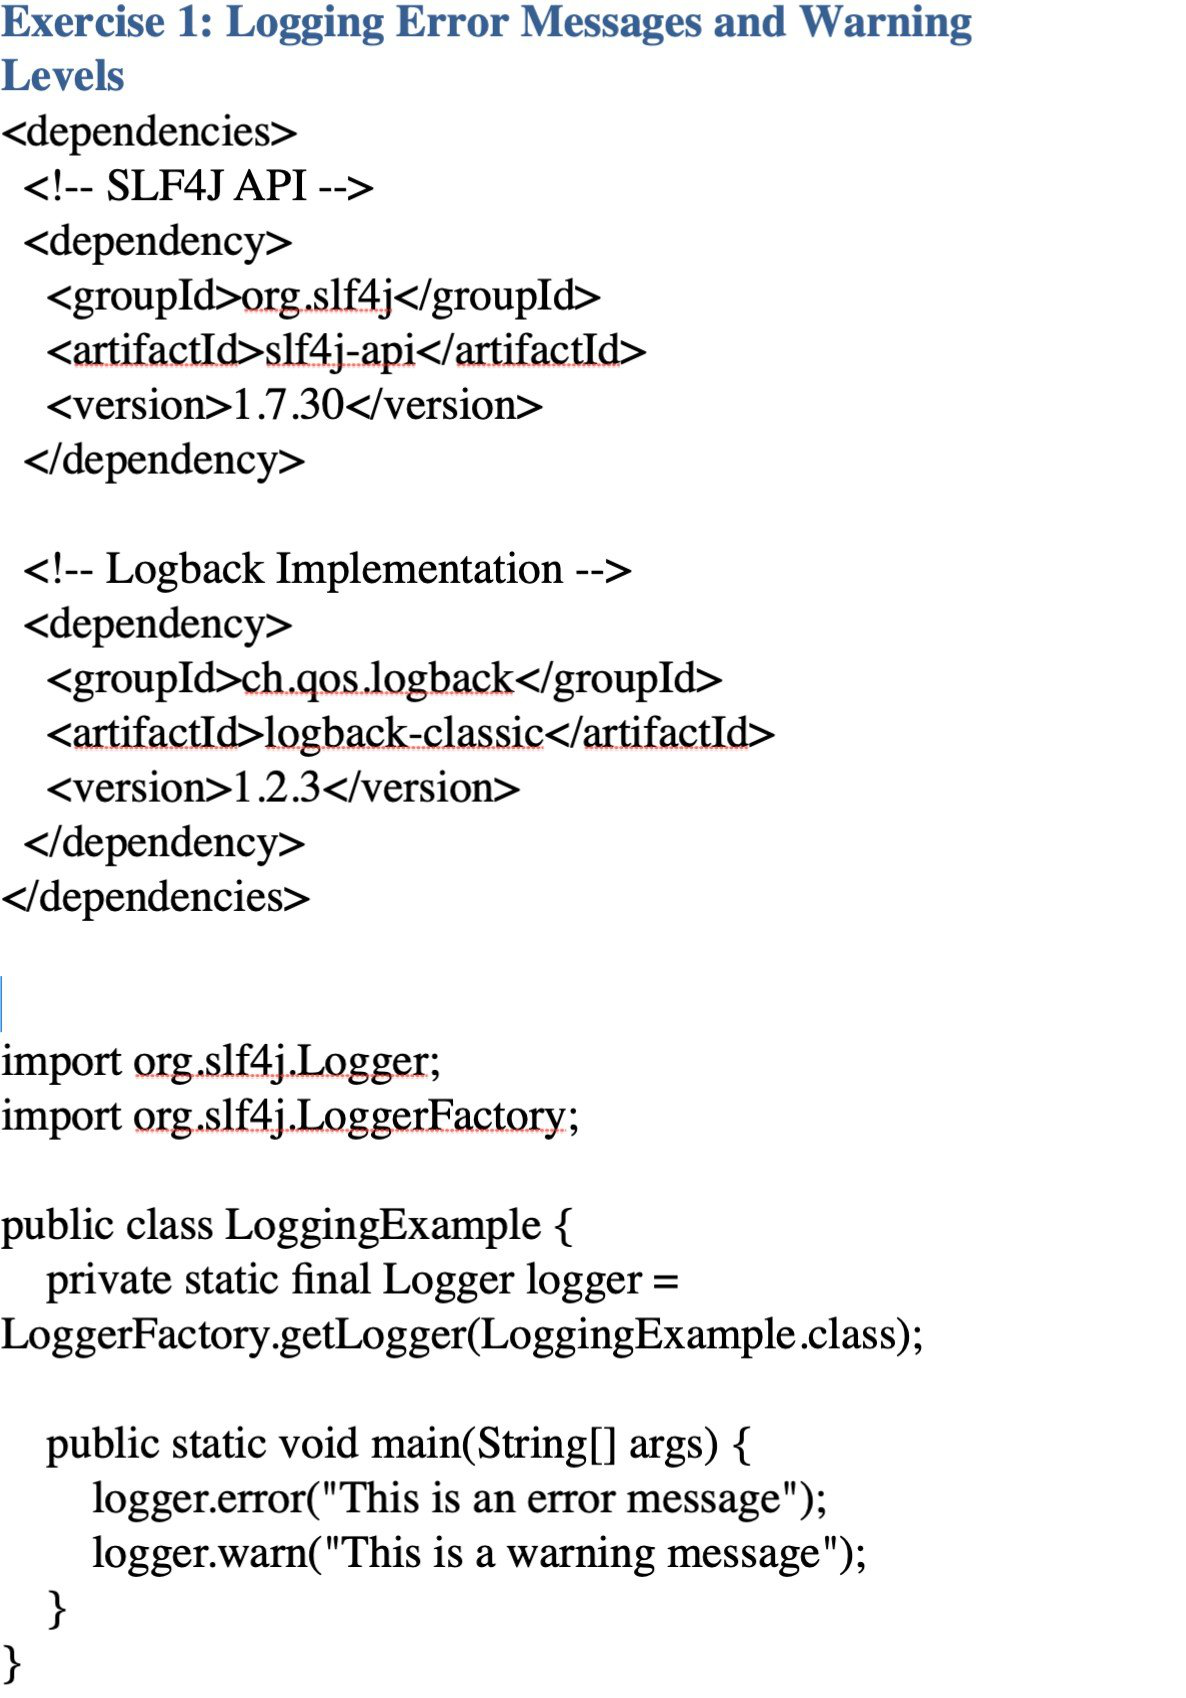 Exercise 1: Logging Error Messages and Warning
Levels
<dependencies>
<!-- SLF4J API -->
<dependency>
<groupId>org.slf4j</groupId>
<artifactId>slf4j-api</artifactId>
<version>1.7.30</version>
</dependency>
<!-- Logback Implementation -->
<dependency>
<groupId>ch.qos.logback</groupId>
<artifactId>logback-classic</artifactId>
<version>1.2.3</version>
</dependency>
</dependencies>
import org.slf4j.Logger;
import org.slf4j.LoggerFactory;
public class LoggingExample {
private static final Logger logger =
LoggerFactory.getLogger(LoggingExample.class);
public static void main(String[] args) {
logger.error("This is an error message");
logger.warn("This is a warning message");
}
}